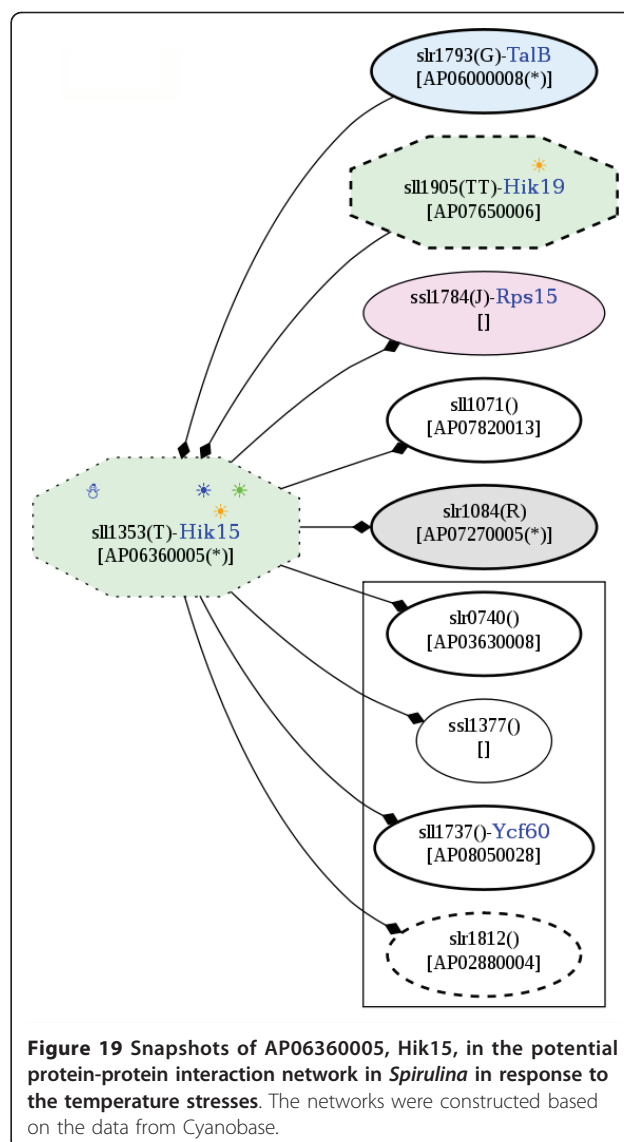 slr1793(G)-TalB
[AP06000008(*)]
sll1905(TT)-Hik19
[AP07650006]
ssl1784(J)-Rps15
[]
sll1071()
[AP07820013]
sll1353(T)-Hik15
[AP06360005(*)]
slr1084(R)
[AP07270005(*)]
slr0740()
[AP03630008]
ssl1377()
[]
sll1737()-Ycf60
[AP08050028]
slr1812()
[AP02880004]
Figure 19 Snapshots of AP06360005, Hik15, in the potential
protein-protein interaction network in Spirulina in response to
the temperature stresses. The networks were constructed based
on the data from Cyanobase.